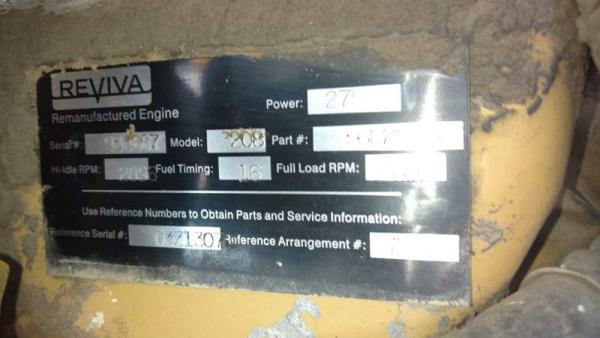 REVIVA
Power:
Remanufactured Engine
Serial #: Model: 3208 Part #:
Hi-Idle RPM: Fuel Timing: 16 Full Load RPM:
Use Reference Numbers to Obtain Parts and Service Information:
Reference Serial #: 0421307 Reference Arrangement #: